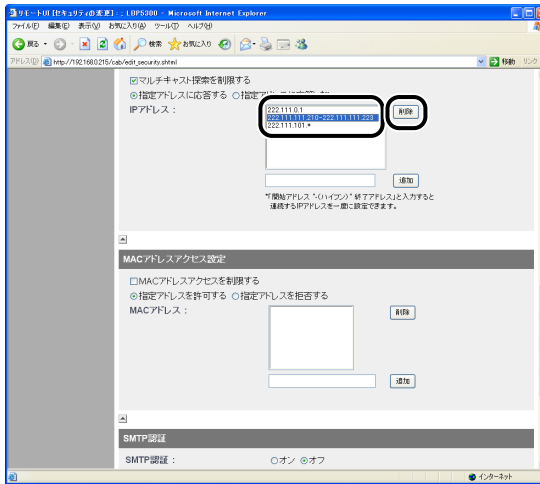 リモートUI [セキュリティの変更] : ; LBP5300 - Microsoft Internet Explorer
ファイル(F) 編集(E) 表示(V) お気に入り(A) ツール(T) ヘルプ(H)
戻る 検索 お気に入り
アドレス(D) http://192.168.0.215/cab/edit_security.shtml 移動 リンク
マルチキャスト探索を制限する
指定アドレスに応答する 指定
IPアドレス :
222.111.0.1
222.111.111.210-222.111.111.223
222.111.101.*
削除
追加
*「開始アドレス "-(ハイフン)" 終了アドレス」と入力すると
連続するIPアドレスを一度に設定できます。
MACアドレスアクセス設定
MACアドレスアクセスを制限する
指定アドレスを許可する 指定アドレスを拒否する
MACアドレス :
削除
追加
SMTP認証
SMTP認証 : オン オフ
インターネット